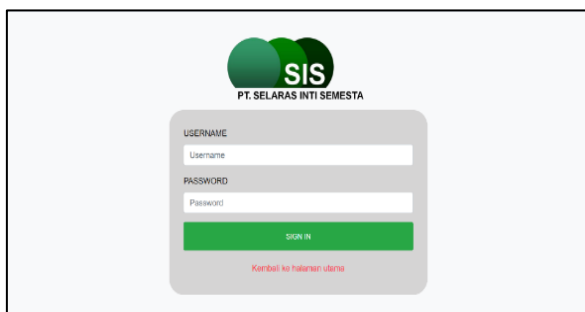 SIS
PT. SELARAS INTI SEMESTA
USERNAME
Username
PASSWORD
Password
SIGN IN
Kembali ke halaman utama